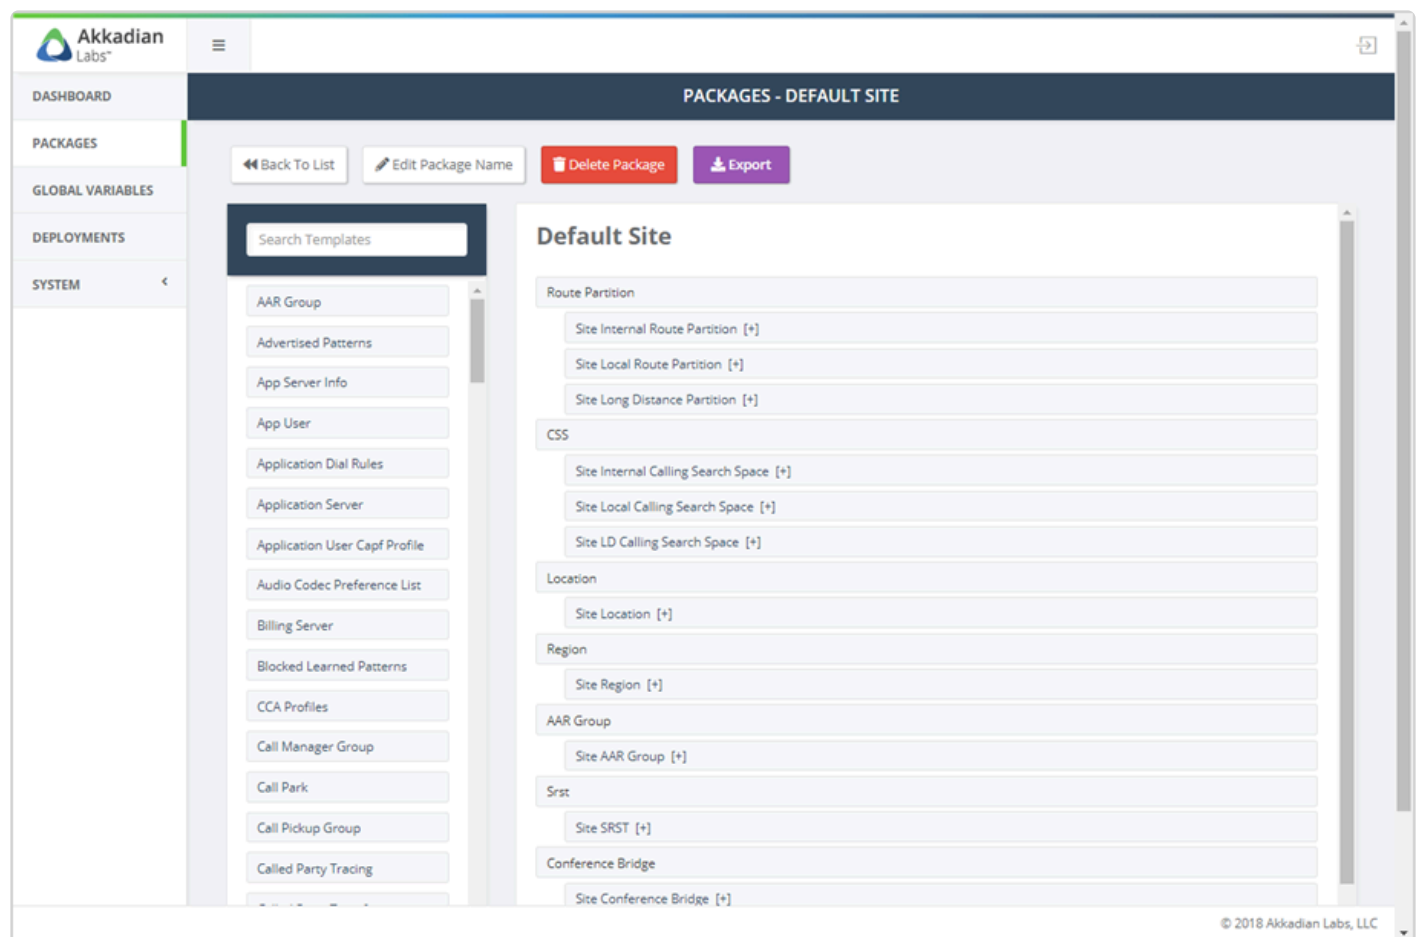 Akkadian
Labs™
DASHBOARD
PACKAGES
GLOBAL VARIABLES
DEPLOYMENTS
SYSTEM
PACKAGES - DEFAULT SITE
Back To List
Edit Package Name
Delete Package
Export
Search Templates
AAR Group
Advertised Patterns
App Server Info
App User
Application Dial Rules
Application Server
Application User Capf Profile
Audio Codec Preference List
Billing Server
Blocked Learned Patterns
CCA Profiles
Call Manager Group
Call Park
Call Pickup Group
Called Party Tracing
Default Site
Route Partition
Site Internal Route Partition [+]
Site Local Route Partition [+]
Site Long Distance Partition [+]
CSS
Site Internal Calling Search Space [+]
Site Local Calling Search Space [+]
Site LD Calling Search Space [+]
Location
Site Location [+]
Region
Site Region [+]
AAR Group
Site AAR Group [+]
Srst
Site SRST [+]
Conference Bridge
Site Conference Bridge [+]
© 2018 Akkadian Labs, LLC